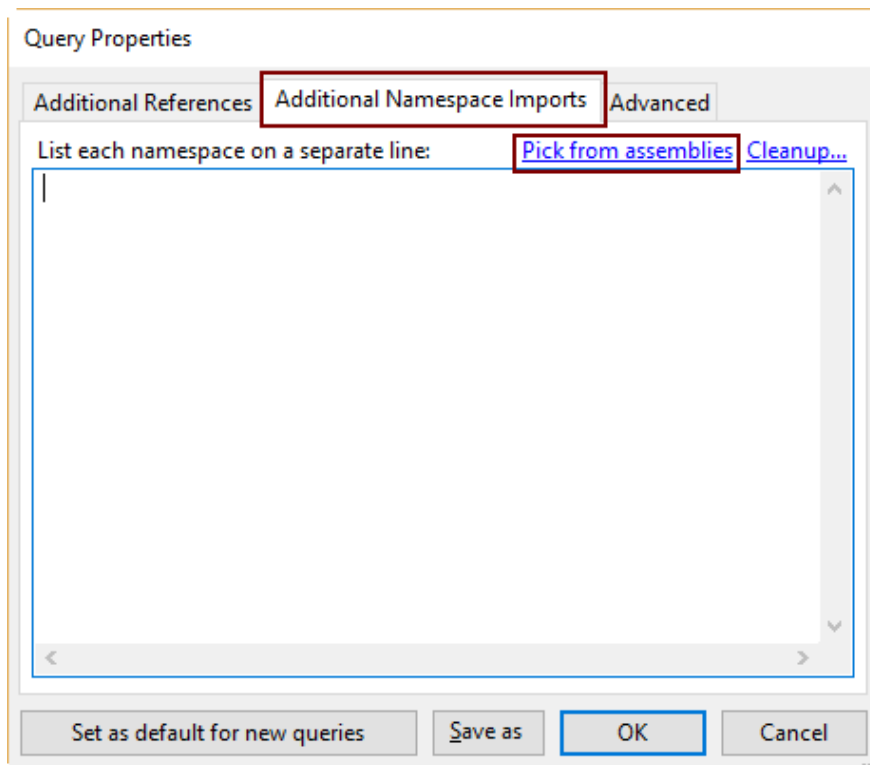 Query Properties
Additional References Additional Namespace Imports Advanced
List each namespace on a separate line: Pick from assemblies Cleanup...
Set as default for new queries Save as OK Cancel